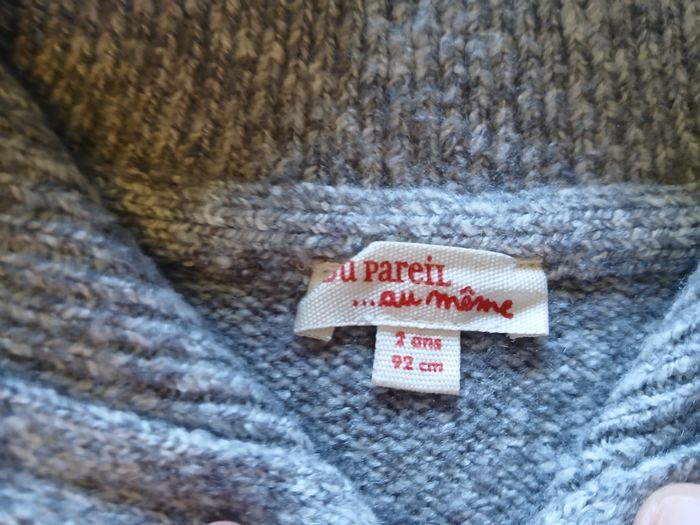 Du PareiL
...au même
2 ans
92 cm